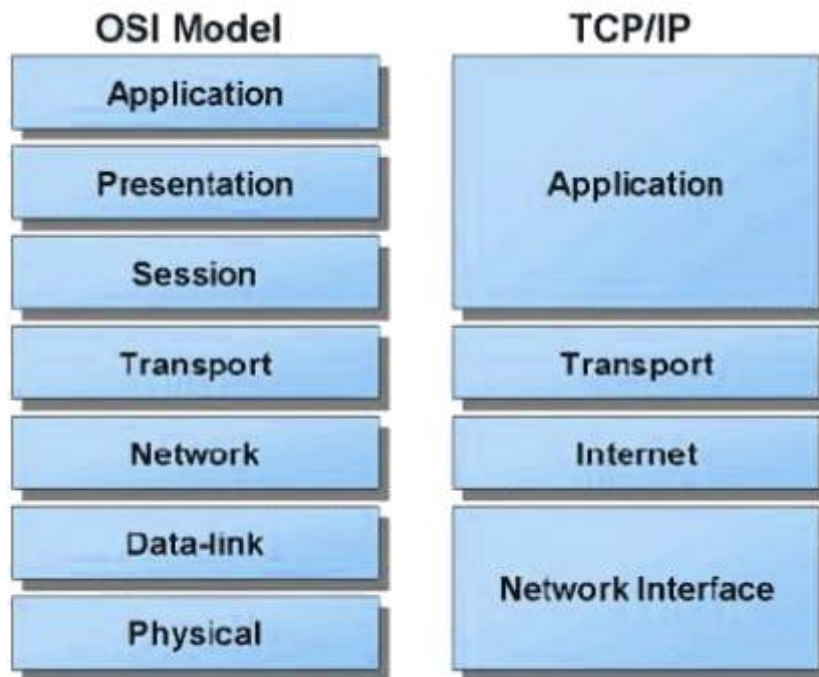 OSI Model
Application
Presentation
Session
Transport
Network
Data-link
Physical
TCP/IP
Application
Transport
Internet
Network Interface